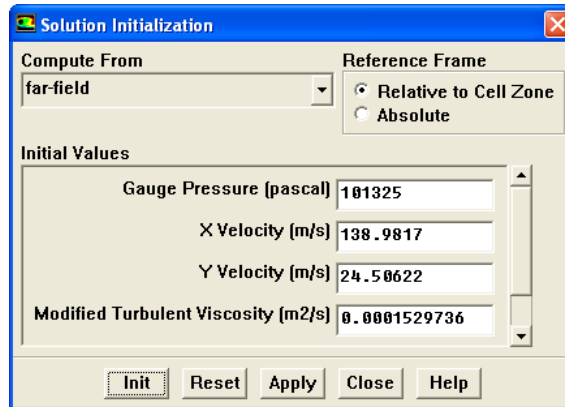 Solution Initialization
Compute From
Reference Frame
far-field
Relative to Cell Zone
Absolute
Initial Values
Gauge Pressure (pascal) 101325
X Velocity (m/s) 138.9817
Y Velocity (m/s) 24.50622
Modified Turbulent Viscosity (m2/s) 0.0001529736
Init Reset Apply Close Help